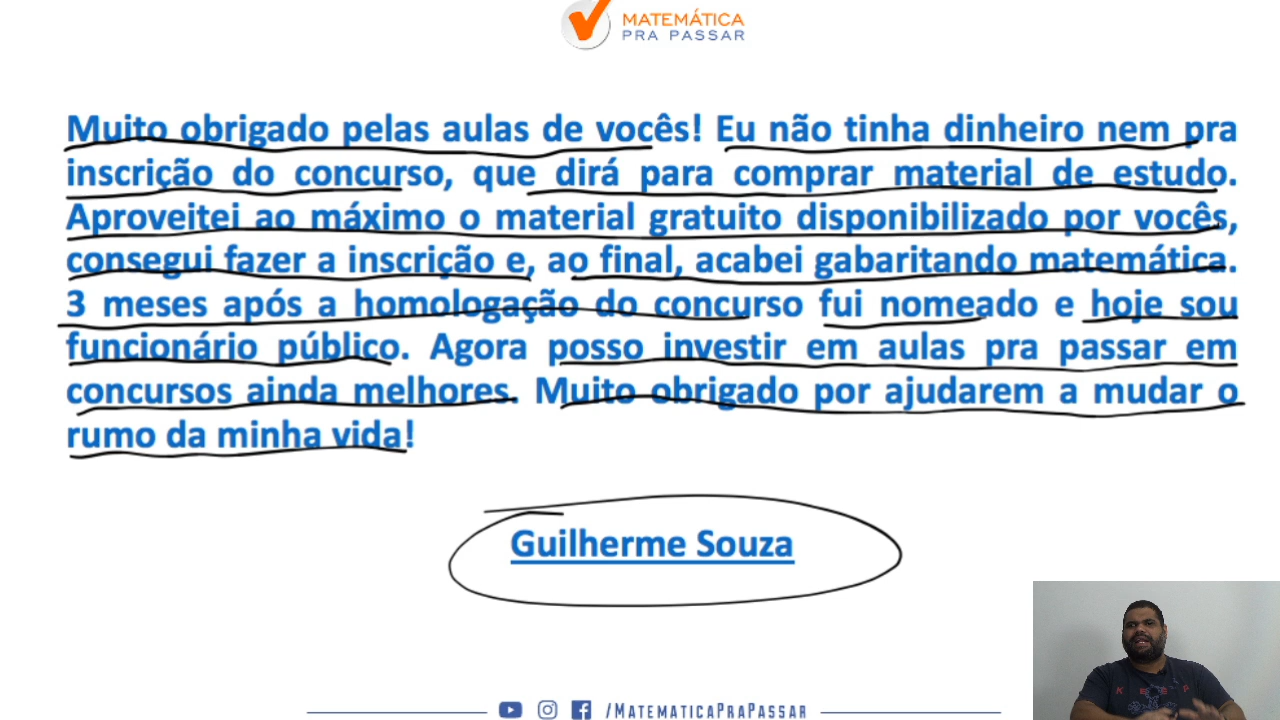 MATEMÁTICA
PRA PASSAR
Muito obrigado pelas aulas de vocês! Eu não tinha dinheiro nem pra
inscrição do concurso, que dirá para comprar material de estudo.
Aproveitei ao máximo o material gratuito disponibilizado por vocês,
consegui fazer a inscrição e, ao final, acabei gabaritando matemática.
3 meses após a homologação do concurso fui nomeado e hoje sou
funcionário público. Agora posso investir em aulas pra passar em
concursos ainda melhores. Muito obrigado por ajudarem a mudar o
rumo da minha vida!
Guilherme Souza
KEEP
/MATEMATICAPRAPASSAR